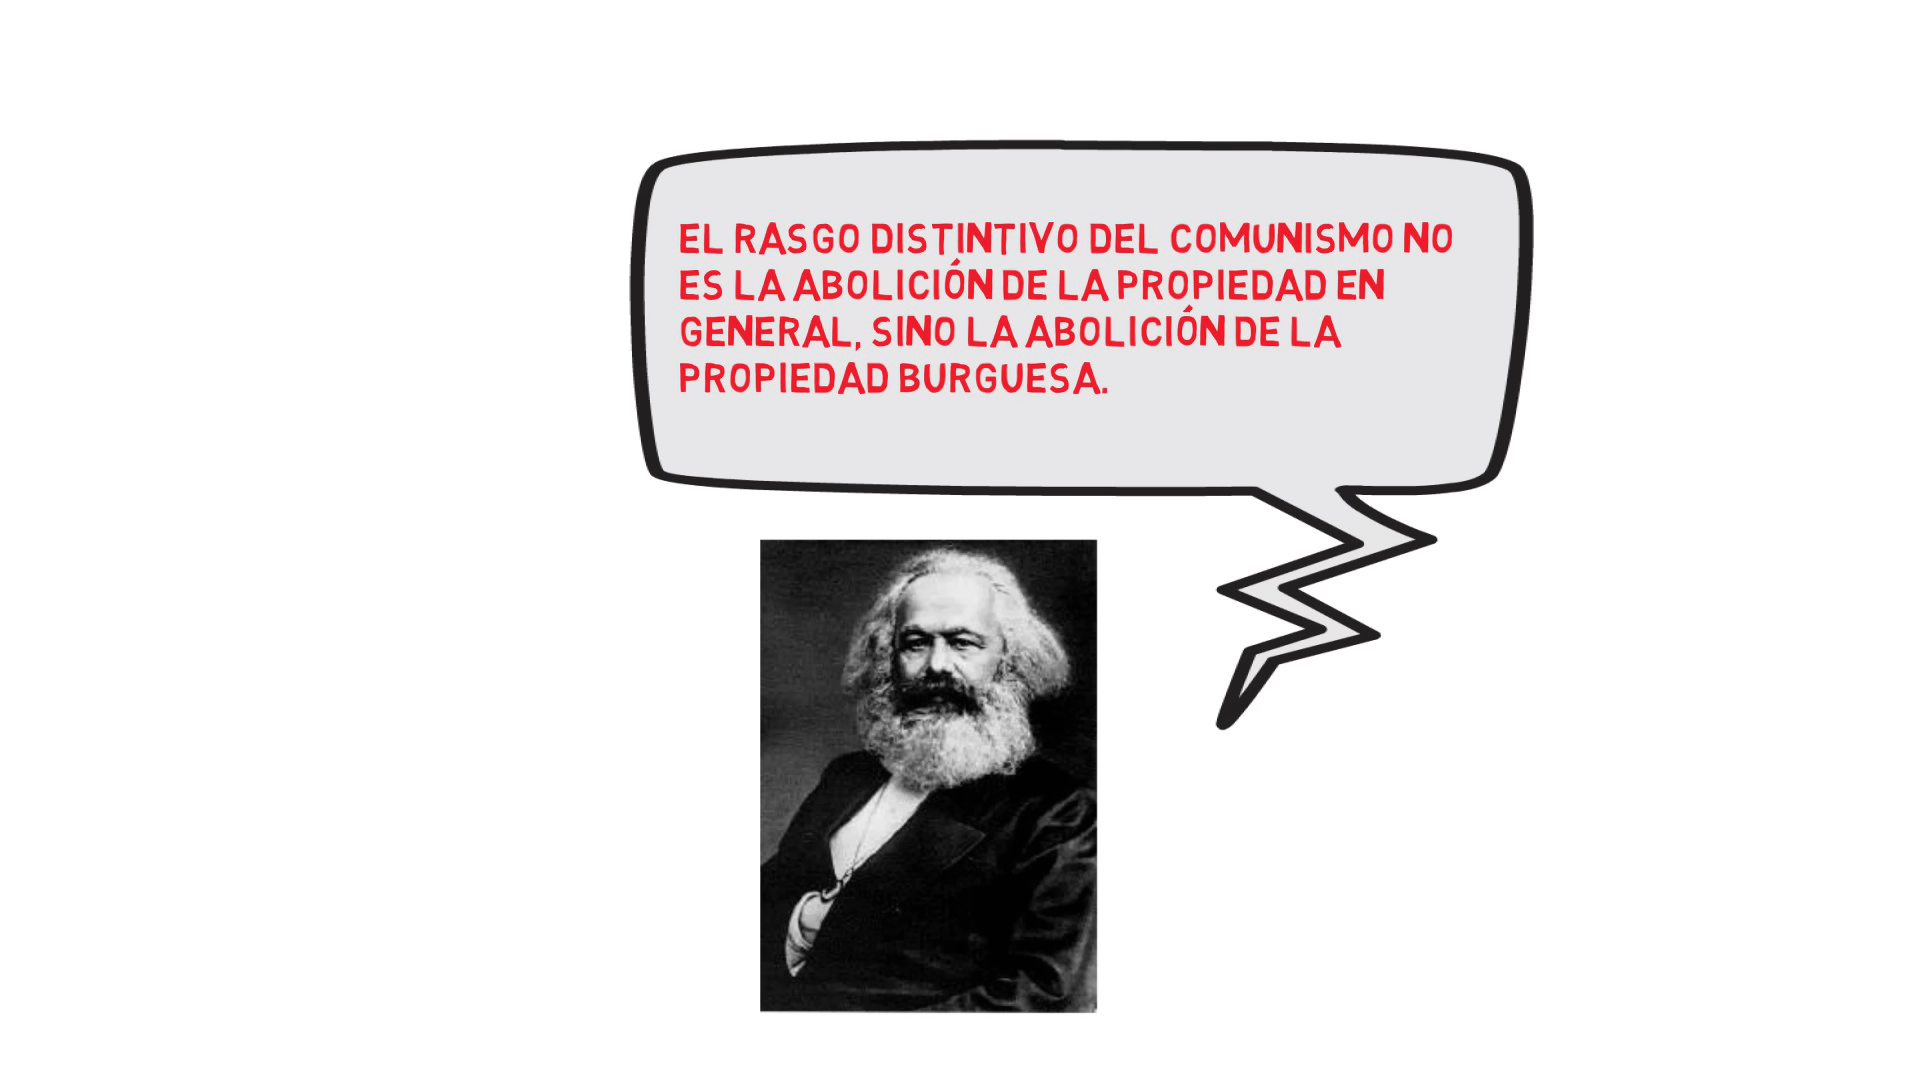 EL RASGO DISTINTIVO DEL COMUNISMO NO
ES LA ABOLICIÓN DE LA PROPIEDAD EN
GENERAL, SINO LA ABOLICIÓN DE LA
PROPIEDAD BURGUESA.